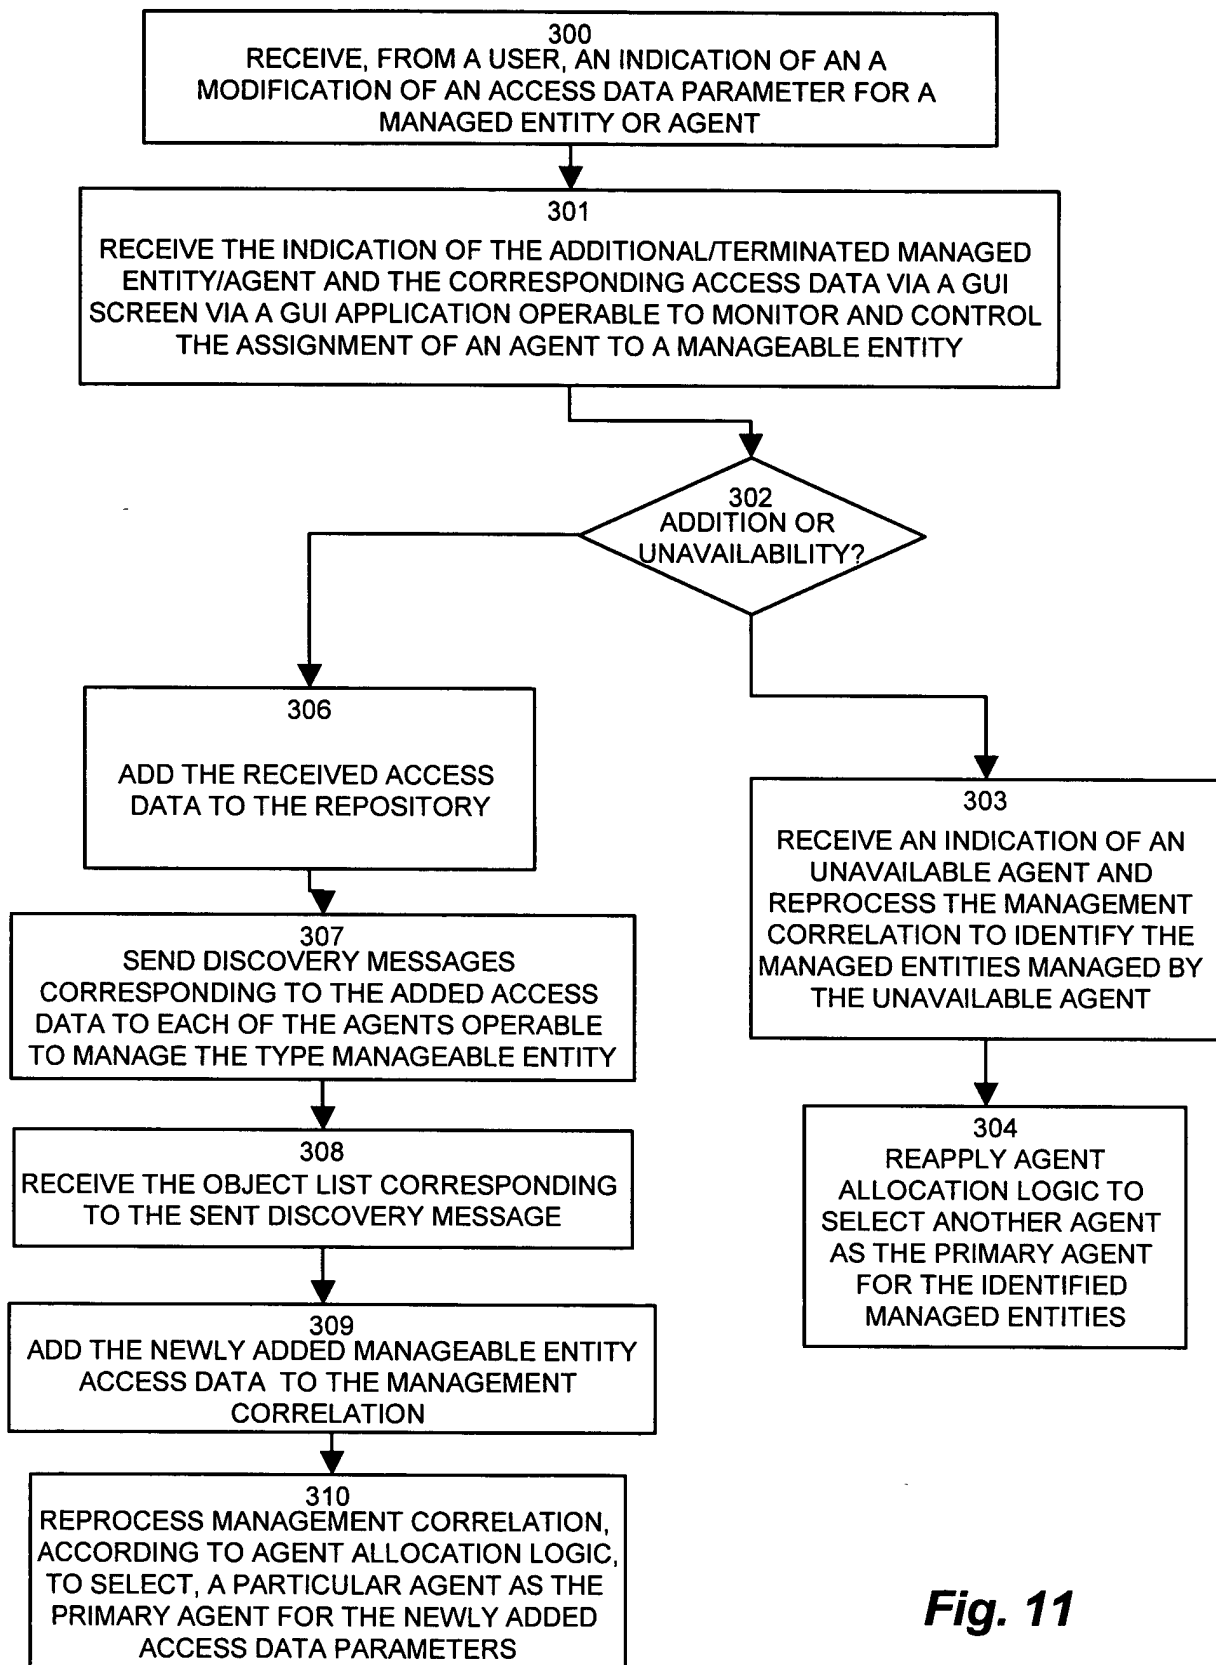 300
RECEIVE, FROM A USER, AN INDICATION OF AN A
MODIFICATION OF AN ACCESS DATA PARAMETER FOR A
MANAGED ENTITY OR AGENT
301
RECEIVE THE INDICATION OF THE ADDITIONAL/TERMINATED MANAGED
ENTITY/AGENT AND THE CORRESPONDING ACCESS DATA VIA A GUI
SCREEN VIA A GUI APPLICATION OPERABLE TO MONITOR AND CONTROL
THE ASSIGNMENT OF AN AGENT TO A MANAGEABLE ENTITY
302
ADDITION OR
UNAVAILABILITY?
306
ADD THE RECEIVED ACCESS
DATA TO THE REPOSITORY
307
SEND DISCOVERY MESSAGES
CORRESPONDING TO THE ADDED ACCESS
DATA TO EACH OF THE AGENTS OPERABLE
TO MANAGE THE TYPE MANAGEABLE ENTITY
308
RECEIVE THE OBJECT LIST CORRESPONDING
TO THE SENT DISCOVERY MESSAGE
309
ADD THE NEWLY ADDED MANAGEABLE ENTITY
ACCESS DATA TO THE MANAGEMENT
CORRELATION
310
REPROCESS MANAGEMENT CORRELATION,
ACCORDING TO AGENT ALLOCATION LOGIC,
TO SELECT, A PARTICULAR AGENT AS THE
PRIMARY AGENT FOR THE NEWLY ADDED
ACCESS DATA PARAMETERS
303
RECEIVE AN INDICATION OF AN
UNAVAILABLE AGENT AND
REPROCESS THE MANAGEMENT
CORRELATION TO IDENTIFY THE
MANAGED ENTITIES MANAGED BY
THE UNAVAILABLE AGENT
304
REAPPLY AGENT
ALLOCATION LOGIC TO
SELECT ANOTHER AGENT
AS THE PRIMARY AGENT
FOR THE IDENTIFIED
MANAGED ENTITIES
Fig. 11